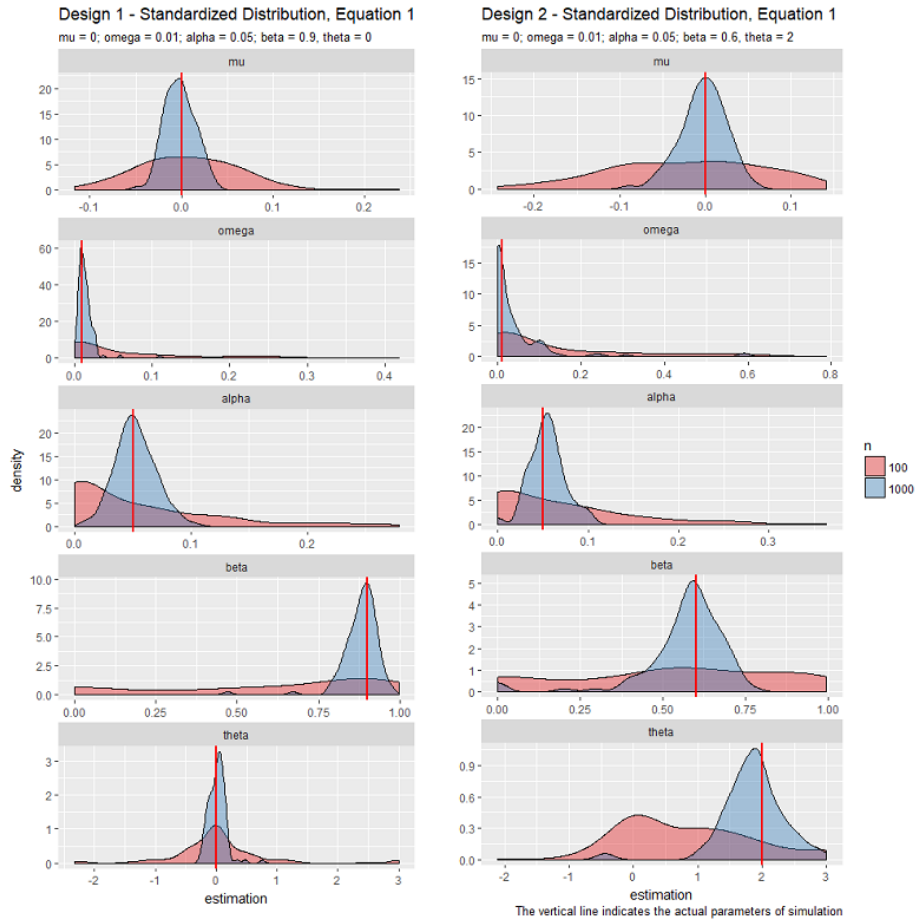 Design 1 - Standardized Distribution, Equation 1
mu = 0; omega = 0.01; alpha = 0.05; beta = 0.9, theta = 0
mu
20
15
10
5
0
-0.1 0.0 0.1 0.2
omega
60
40
20
0
0.0 0.1 0.2 0.3 0.4
alpha
20
15
10
5
0
0.0 0.1 0.2
density
beta
10.0
7.5
5.0
2.5
0.0
0.00 0.25 0.50 0.75 1.00
theta
3
2
1
0
-2 -1 0 1 2 3
estimation
Design 2 - Standardized Distribution, Equation 1
mu = 0; omega = 0.01; alpha = 0.05; beta = 0.6, theta = 2
mu
15
10
5
0
-0.2 -0.1 0.0 0.1
omega
15
10
5
0
0.0 0.2 0.4 0.6 0.8
alpha
20
15
10
5
0
0.0 0.1 0.2 0.3
beta
5
4
3
2
1
0
0.00 0.25 0.50 0.75 1.00
theta
0.9
0.6
0.3
0.0
-2 -1 0 1 2 3
estimation
n
100
1000
The vertical line indicates the actual parameters of simulation